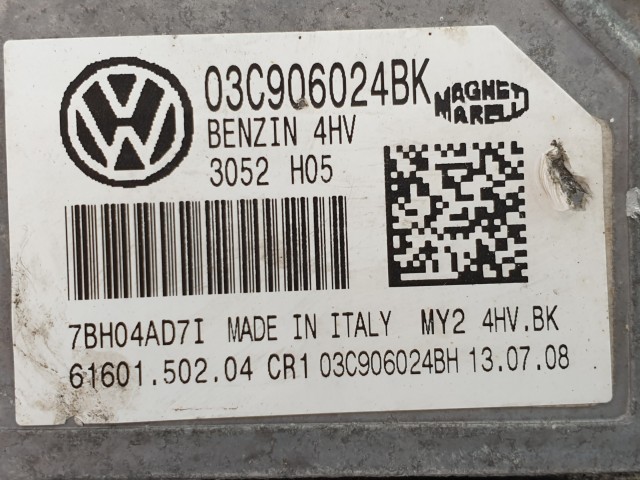 03C906024BK
MAGNETI
MARELLI
BENZIN 4HV
3052 H05
7BH04AD7I MADE IN ITALY MY2 4HV.BK
61601.502.04 CR1 03C906024BH 13.07.08